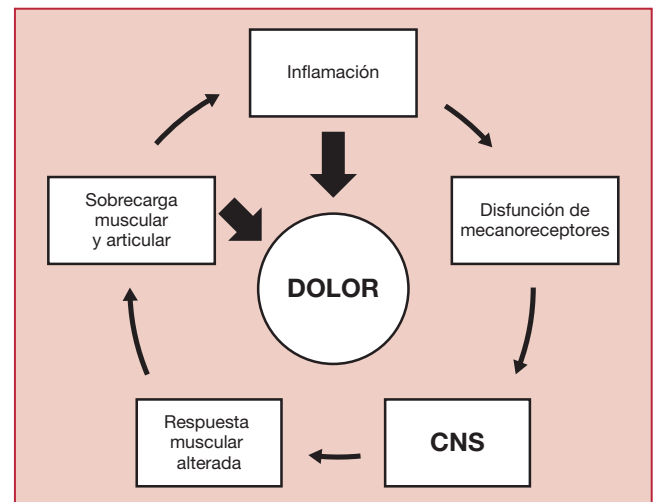 Inflamación
Sobrecarga
muscular
y articular
Disfunción de
mecanoreceptores
DOLOR
Respuesta
muscular
alterada
CNS